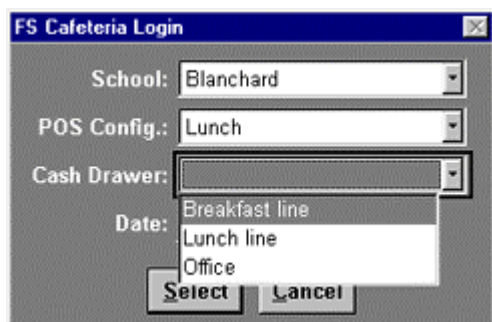 FS Cafeteria Login
School: Blanchard
POS Config.: Lunch
Cash Drawer:
Breakfast line
Date:
Lunch line
Office
Select Cancel